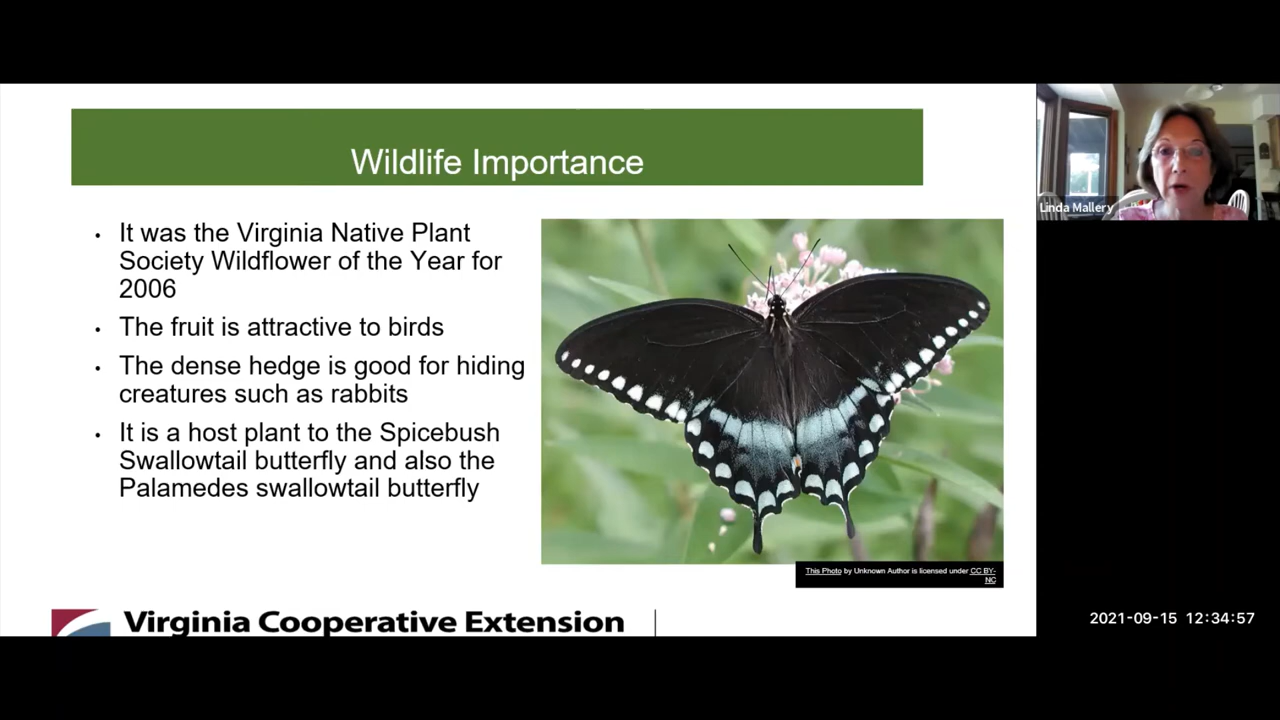 Wildlife Importance
• It was the Virginia Native Plant
Society Wildflower of the Year for
2006
• The fruit is attractive to birds
• The dense hedge is good for hiding
creatures such as rabbits
• It is a host plant to the Spicebush
Swallowtail butterfly and also the
Palamedes swallowtail butterfly
This Photo by Unknown Author is licensed under CC BY-
NC
Virginia Cooperative Extension
Linda Mallery
2021-09-15 12:34:57